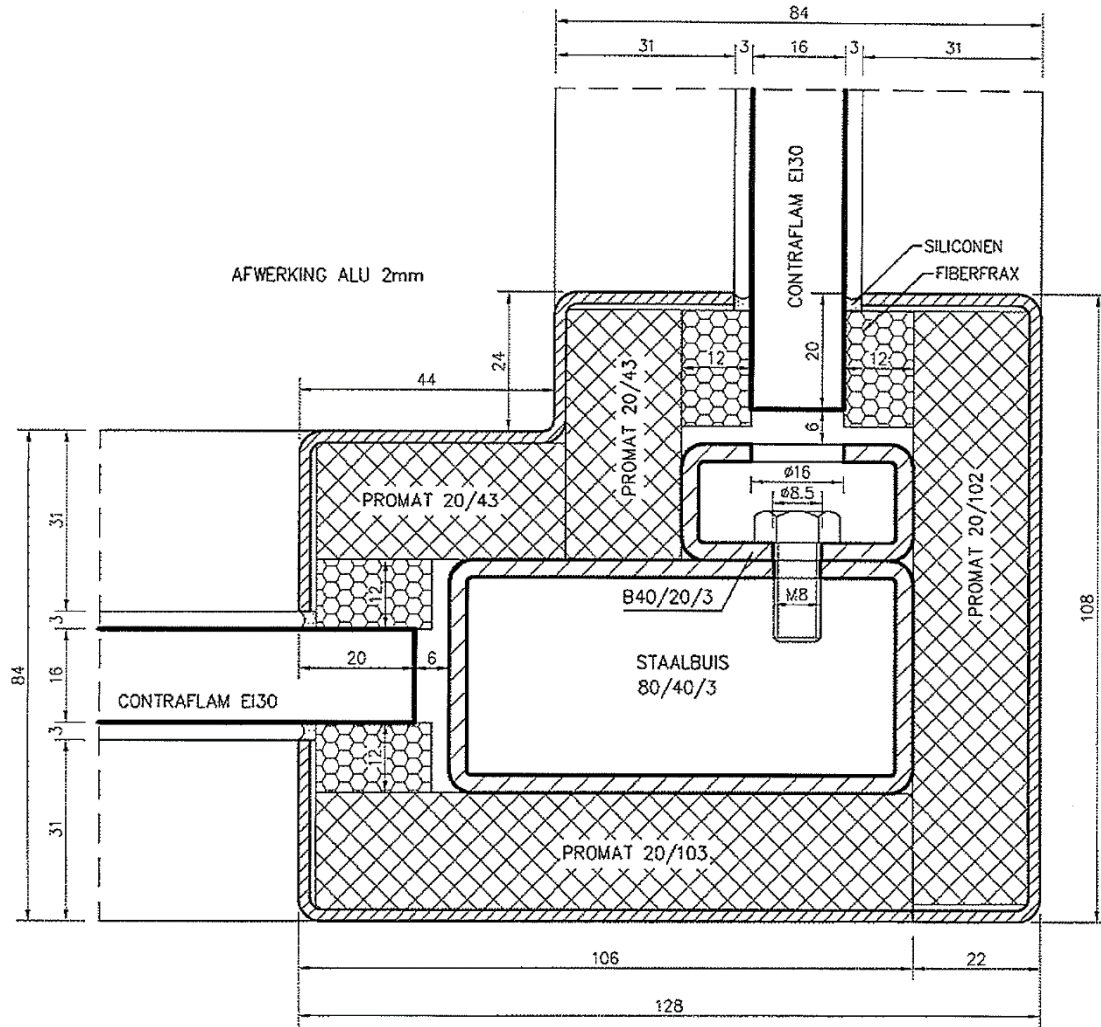 84
31
3
16
3
31
CONTRAFLAM EI30
SILICONEN
FIBERFRAX
AFWERKING ALU 2mm
24
44
12
20
12
6
PROMAT 20/43
PROMAT 20/43
PROMAT 20/102
108
ø16
ø8.5
M8
B40/20/3
STAALBUIS
80/40/3
84
31
3
16
3
31
12
20
6
CONTRAFLAM EI30
12
PROMAT 20/103
106
22
128